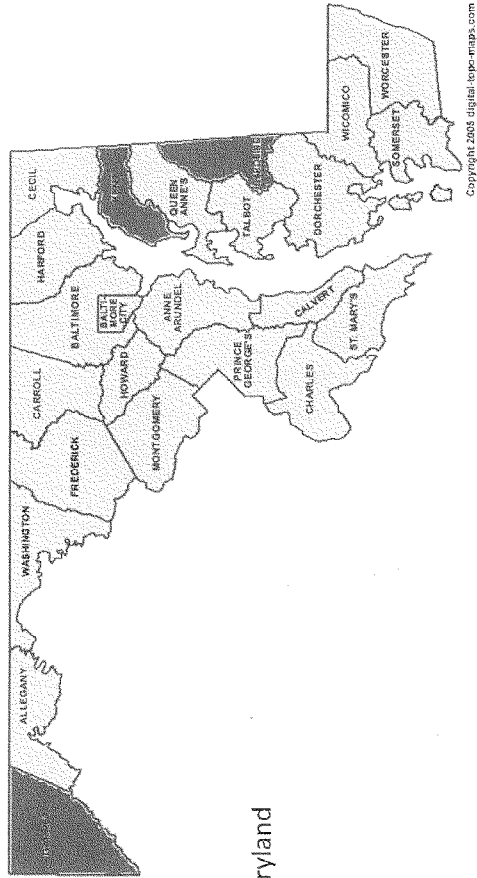 ALLEGANY
WASHINGTON
FREDERICK
CARROLL
BALTIMORE
HARFORD
CECIL
BALTI
MORE
CITY
HOWARD
MONTGOMERY
ANNE
ARUNDEL
PRINCE
GEORGE'S
QUEEN
ANNE'S
TALBOT
CALVERT
CHARLES
ST. MARY'S
DORCHESTER
WICOMICO
WORCESTER
SOMERSET
ryland
Copyright 2005 digital-topo-maps.com